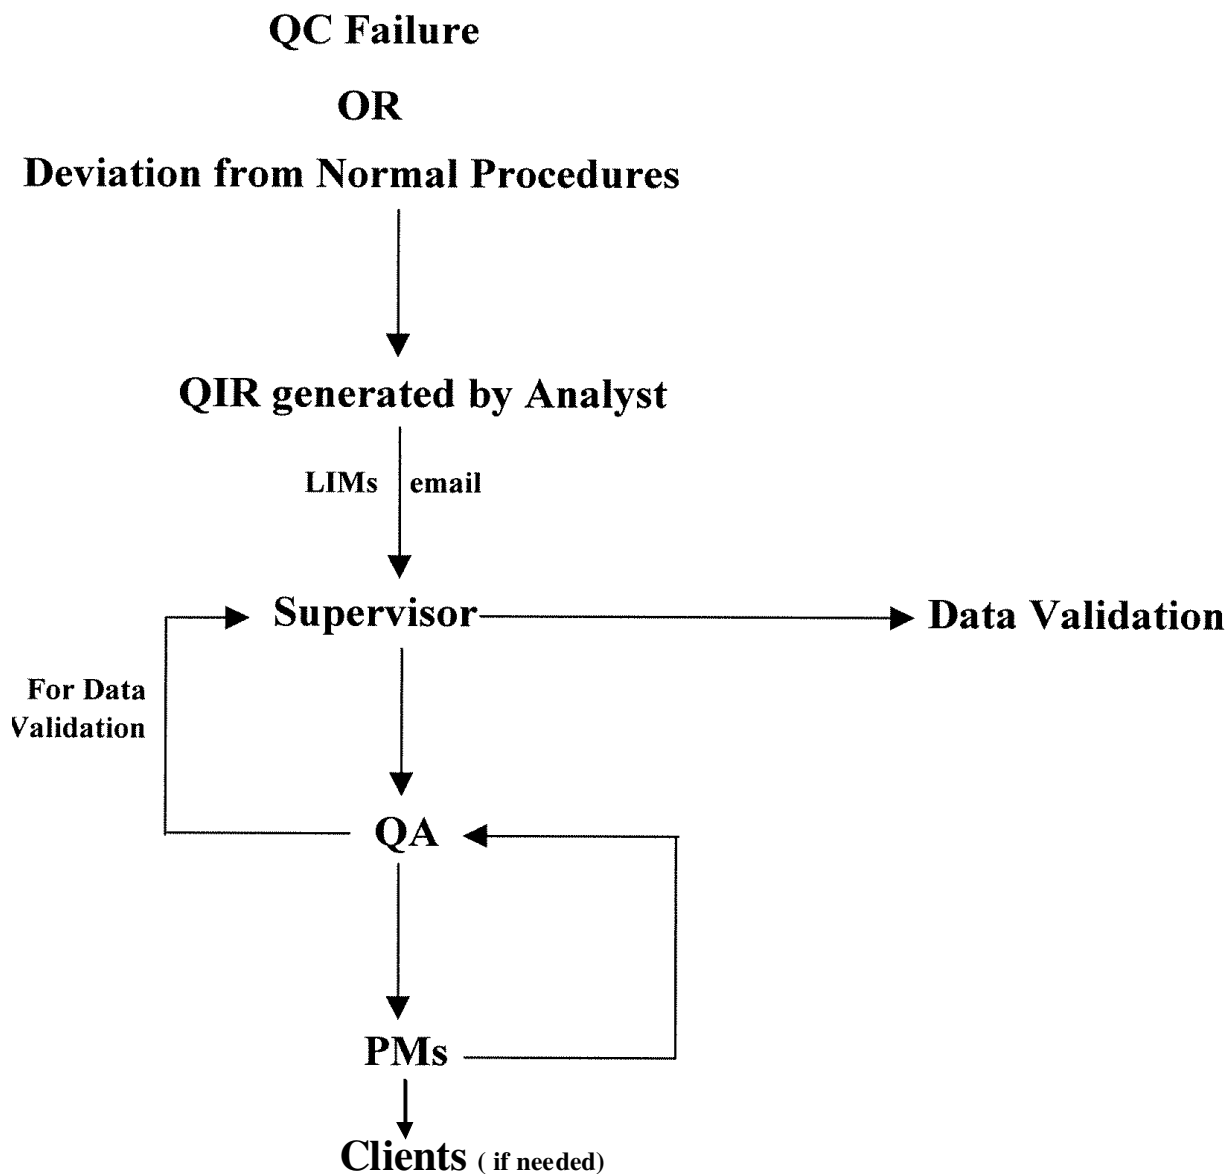 QC Failure
OR
Deviation from Normal Procedures
QIR generated by Analyst
LIMs email
Supervisor Data Validation
For Data
Validation
QA
PMs
Clients ( if needed)